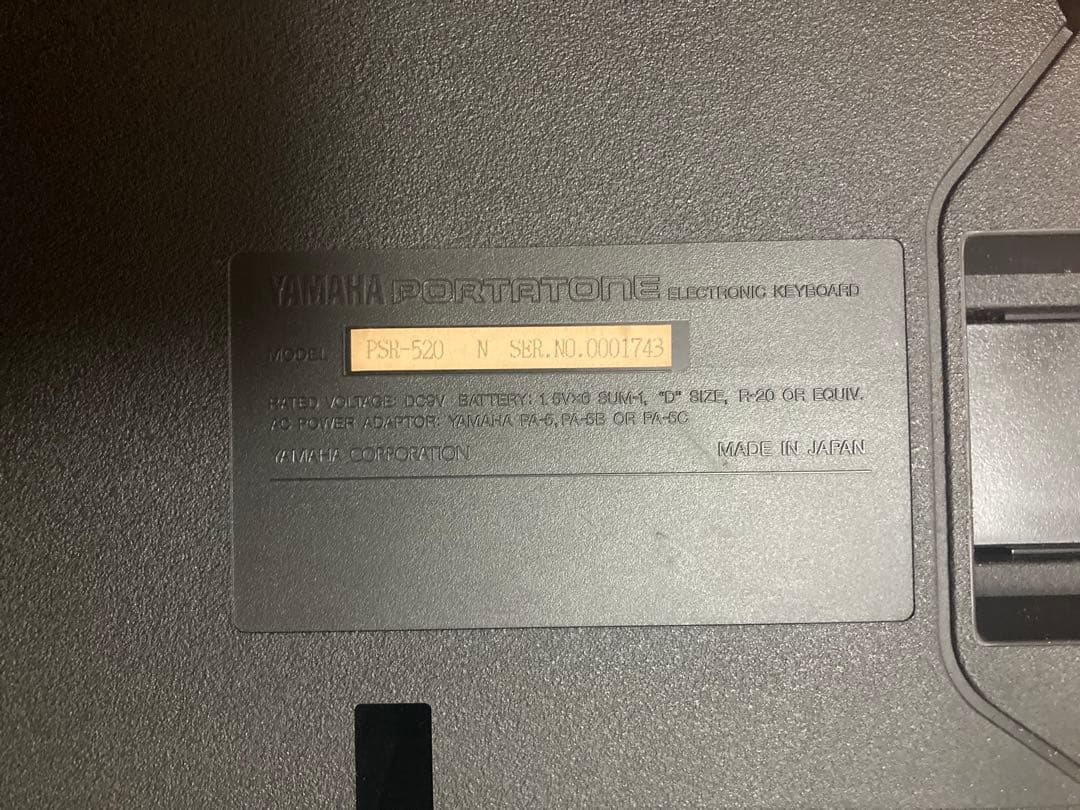 YAMAHA PORTATONE ELECTRONIC KEYBOARD
MODEL PSR-520 N SER.NO.0001743
RATED VOLTAGE: DC9V BATTERY: 1.5V×6 SUM-1, "D" SIZE, R-20 OR EQUIV.
AC POWER ADAPTOR: YAMAHA PA-5, PA-5B OR PA-5C
YAMAHA CORPORATION MADE IN JAPAN